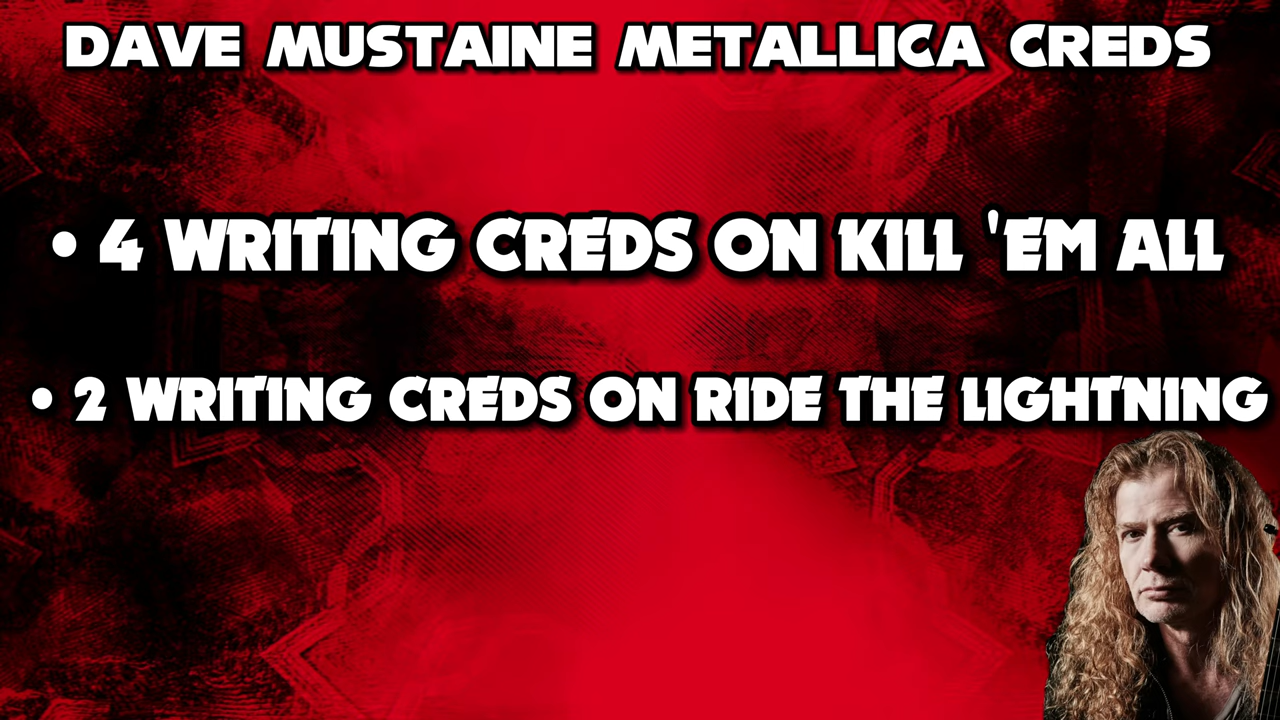 DAVE MUSTAINE METALLICA CREDS
• 4 WRITING CREDS ON KILL 'EM ALL
• 2 WRITING CREDS ON RIDE THE LIGHTNING